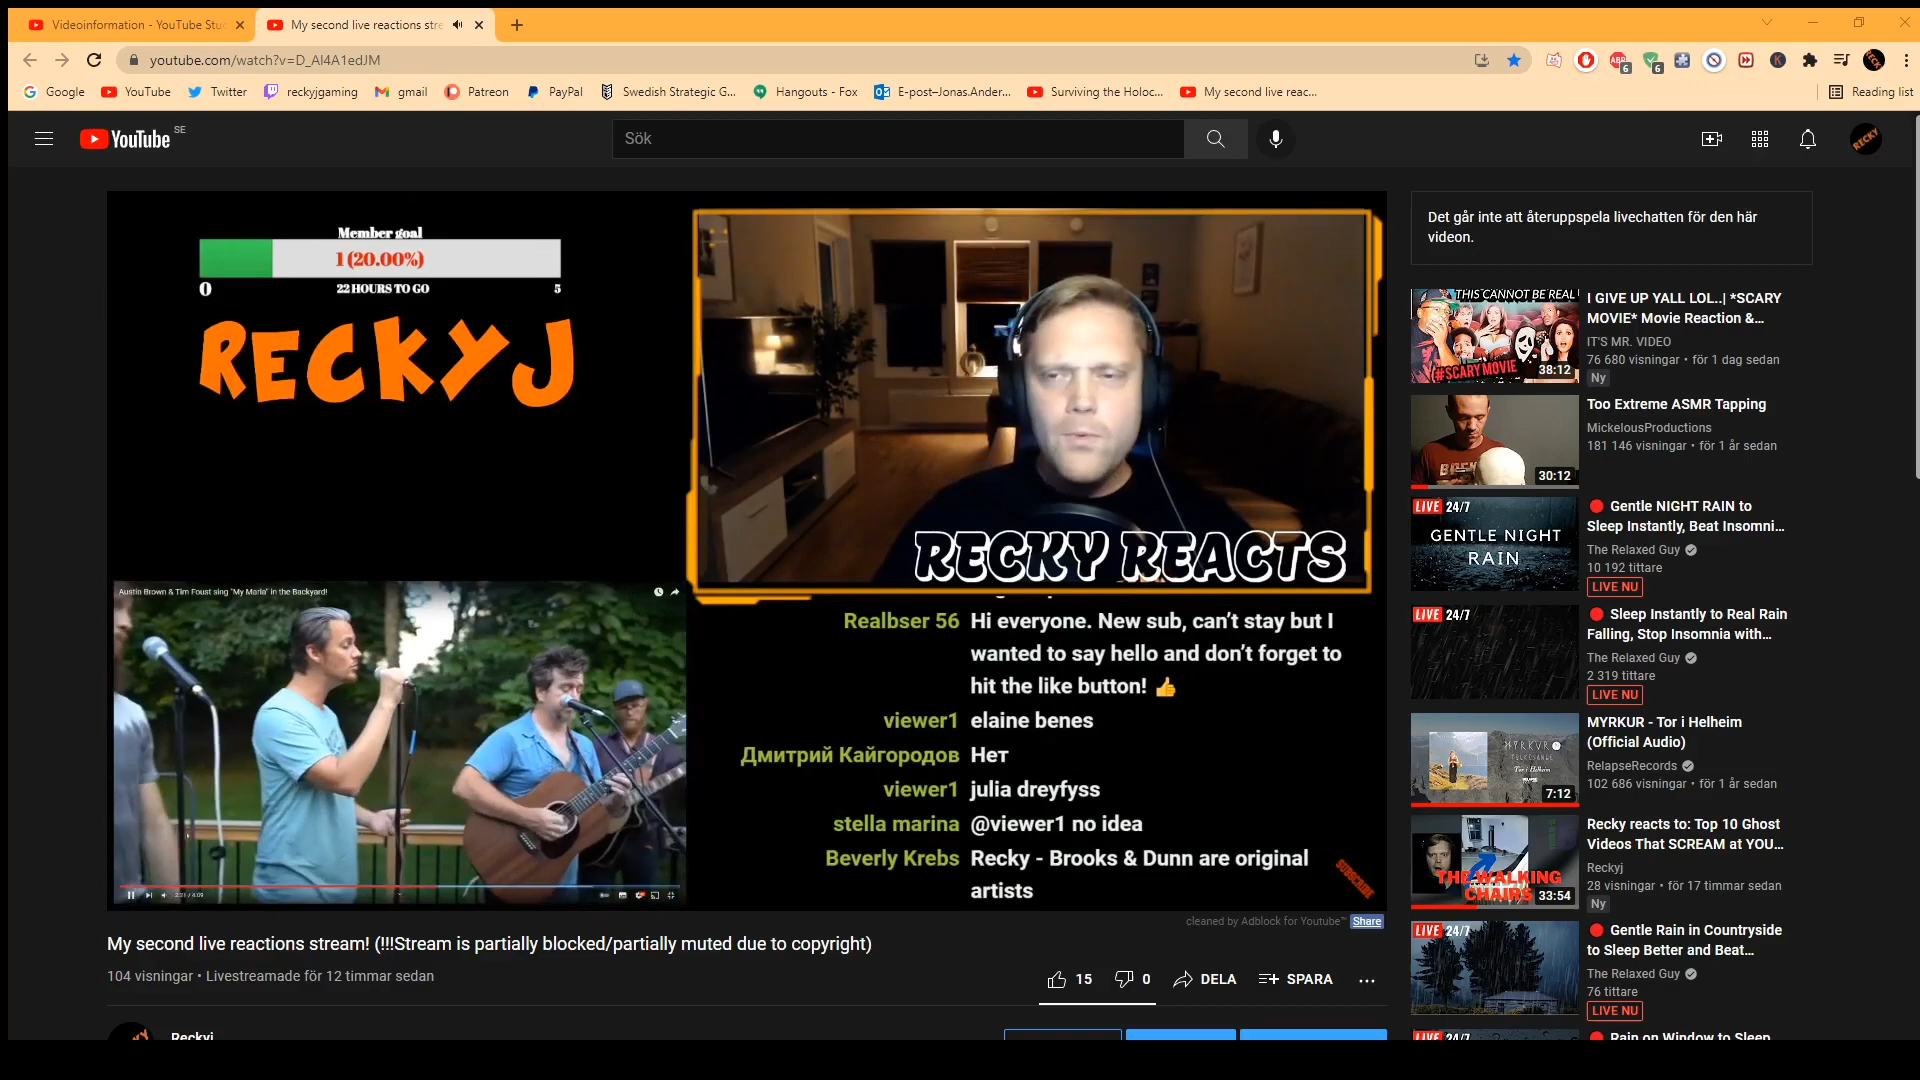 Videoinformation - YouTube Stu
My second live reactions stre
youtube.com/watch?v=D_AI4A1edJM
Google
YouTube
Twitter
reckyjgaming
gmail
Patreon
PayPal
Swedish Strategic G...
Hangouts - Fox
E-post–Jonas.Ander...
Surviving the Holoc...
My second live reac...
Reading list
YouTube SE
Sök
RECKY
Member goal
1 (20.00%)
0
22 HOURS TO GO
5
RECKYJ
RECKY REACTS
Austin Brown & Tim Foust sing "My Maria" in the Backyard!
Realbser 56 Hi everyone. New sub, can't stay but I
wanted to say hello and don't forget to
hit the like button! 👍
viewer1 elaine benes
Дмитрий Кайгородов Нет
viewer1 julia dreyfyss
stella marina @viewer1 no idea
Beverly Krebs Recky - Brooks & Dunn are original
artists
SUBSCRIBE
cleaned by Adblock for Youtube™ Share
My second live reactions stream! (!!!Stream is partially blocked/partially muted due to copyright)
104 visningar • Livestreamade för 12 timmar sedan
15
0
DELA
SPARA
Reckyj
Det går inte att återuppspela livechatten för den här
videon.
THIS CANNOT BE REAL!
#SCARY MOVIE
38:12
I GIVE UP YALL LOL..| *SCARY
MOVIE* Movie Reaction &...
IT'S MR. VIDEO
76 680 visningar • för 1 dag sedan
Ny
30:12
Too Extreme ASMR Tapping
MickelousProductions
181 146 visningar • för 1 år sedan
LIVE 24/7
GENTLE NIGHT
RAIN
🔴 Gentle NIGHT RAIN to
Sleep Instantly, Beat Insomni...
The Relaxed Guy
10 192 tittare
LIVE NU
LIVE 24/7
🔴 Sleep Instantly to Real Rain
Falling, Stop Insomnia with...
The Relaxed Guy
2 319 tittare
LIVE NU
MYRKUR
Tor i Helheim
7:12
MYRKUR - Tor i Helheim
(Official Audio)
RelapseRecords
102 686 visningar • för 1 år sedan
THE WALKING
CHAIRS
33:54
Recky reacts to: Top 10 Ghost
Videos That SCREAM at YOU...
Reckyj
28 visningar • för 17 timmar sedan
Ny
LIVE 24/7
🔴 Gentle Rain in Countryside
to Sleep Better and Beat...
The Relaxed Guy
76 tittare
LIVE NU
LIVE 24/7
🔴 Rain on Window to Sleep